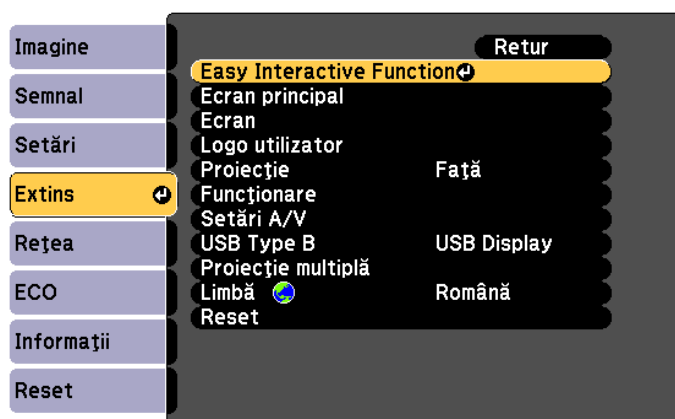 Imagine
Semnal
Setări
Extins
Reţea
ECO
Informaţii
Reset
Retur
Easy Interactive Function
Ecran principal
Ecran
Logo utilizator
Proiecţie Faţă
Funcţionare
Setări A/V
USB Type B USB Display
Proiecţie multiplă
Limbă Română
Reset